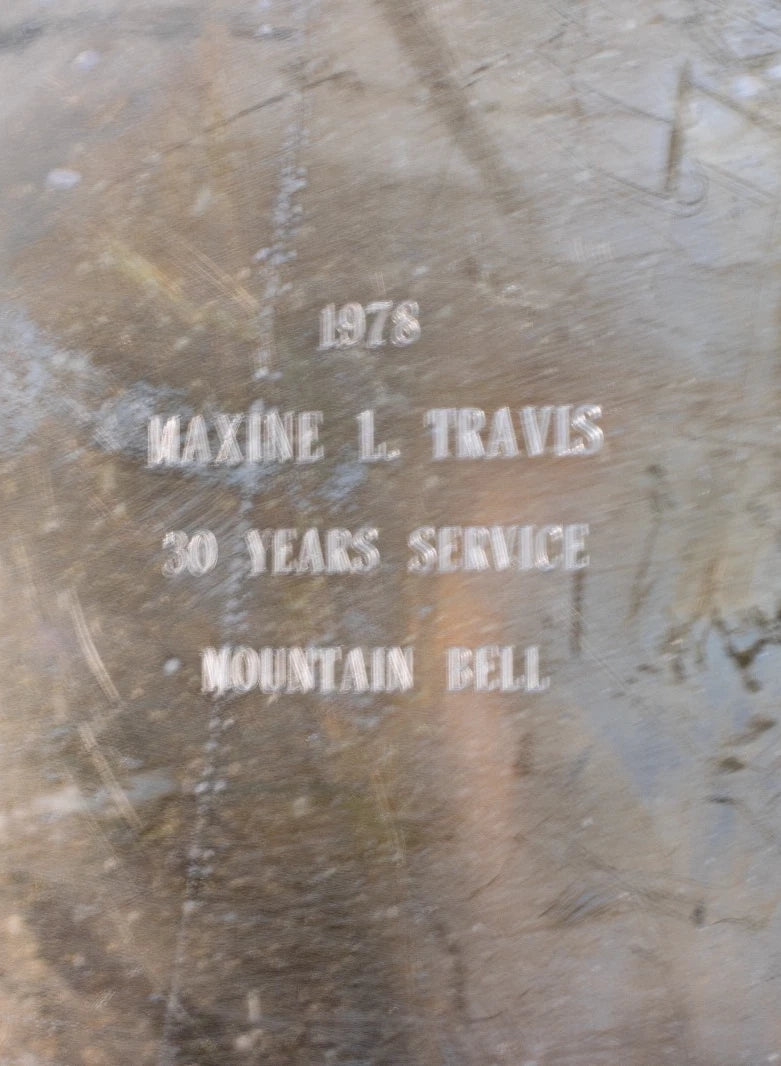 1978
MAXINE L. TRAVIS
30 YEARS SERVICE
MOUNTAIN BELL